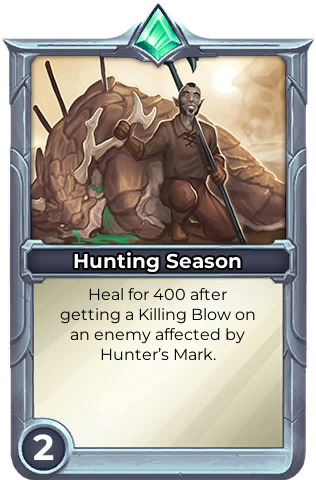 Hunting Season
Heal for 400 after
getting a Killing Blow on
an enemy affected by
Hunter's Mark.
2